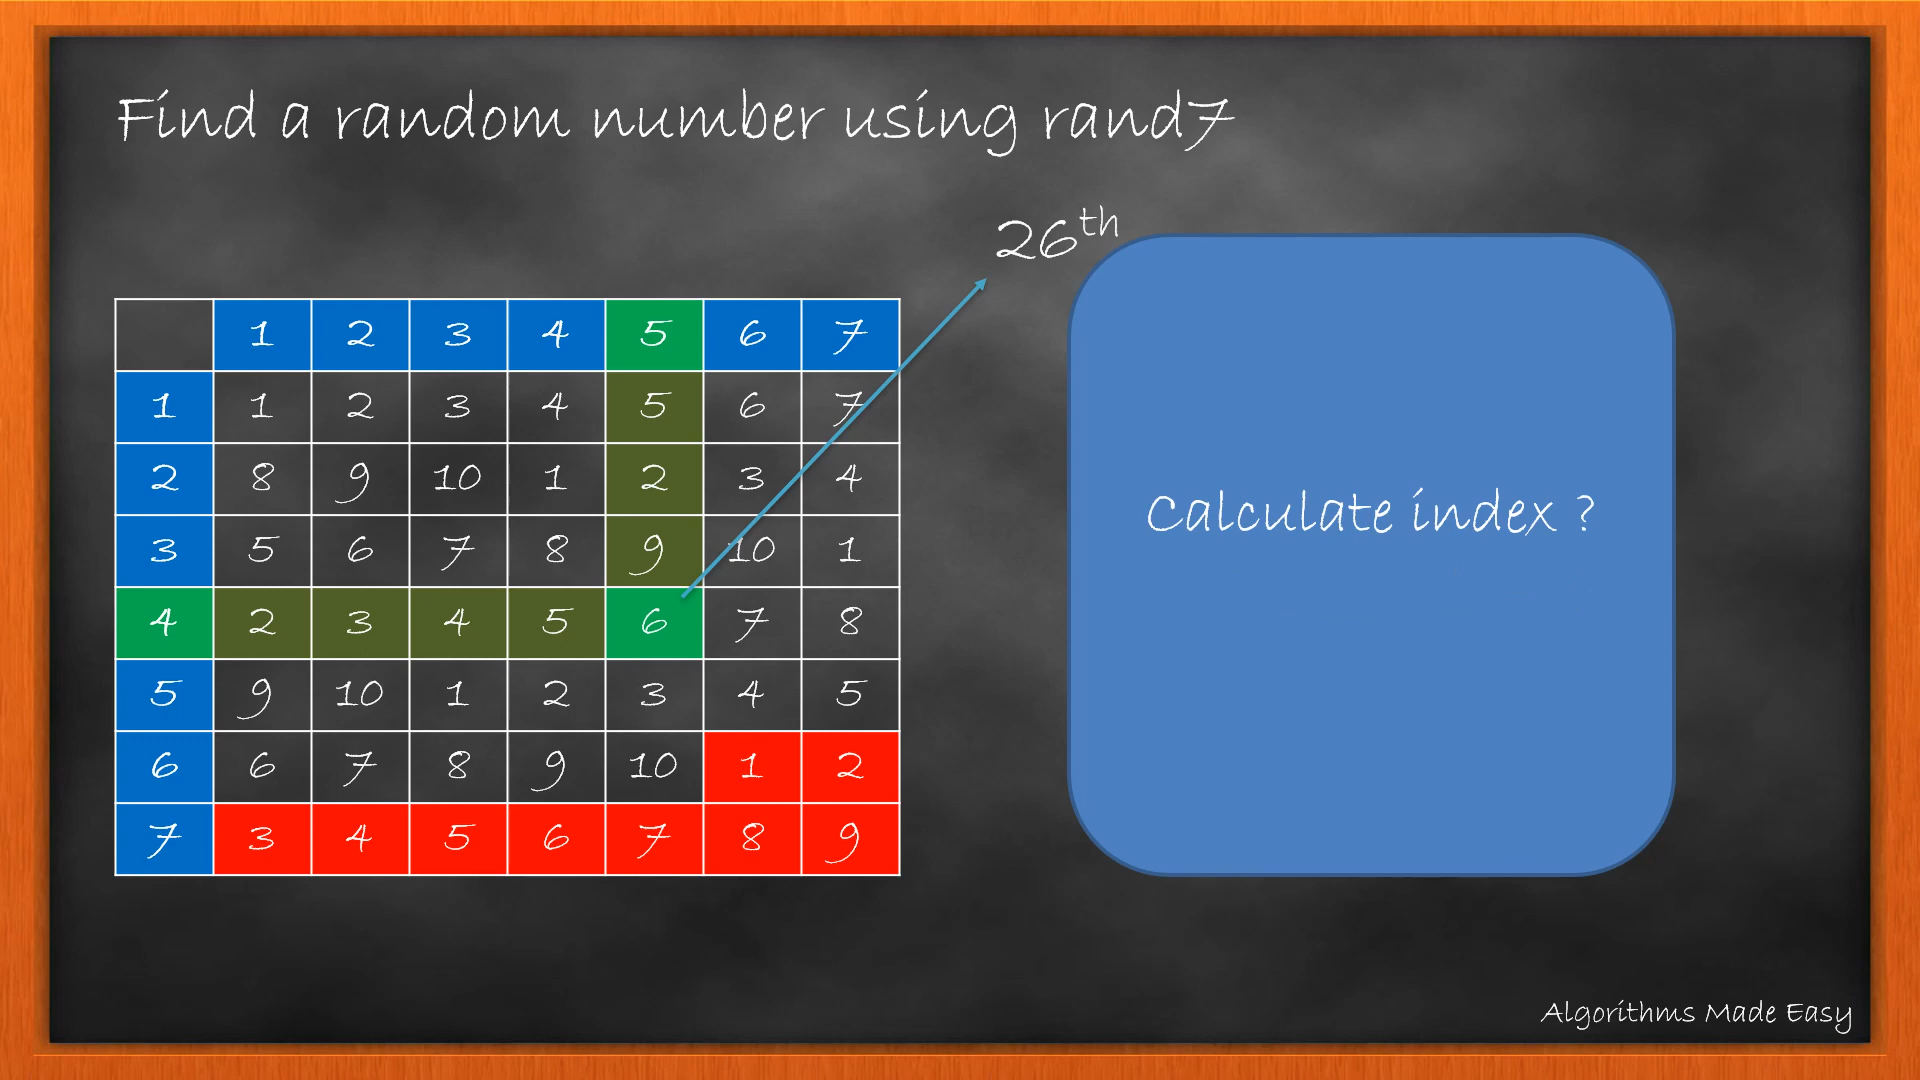 Find a random number using rand7
26th
1 2 3 4 5 6 7
1 1 2 3 4 5 6 7
2 8 9 10 1 2 3 4
3 5 6 7 8 9 10 1
4 2 3 4 5 6 7 8
5 9 10 1 2 3 4 5
6 6 7 8 9 10 1 2
7 3 4 5 6 7 8 9
Calculate index ?
Algorithms Made Easy